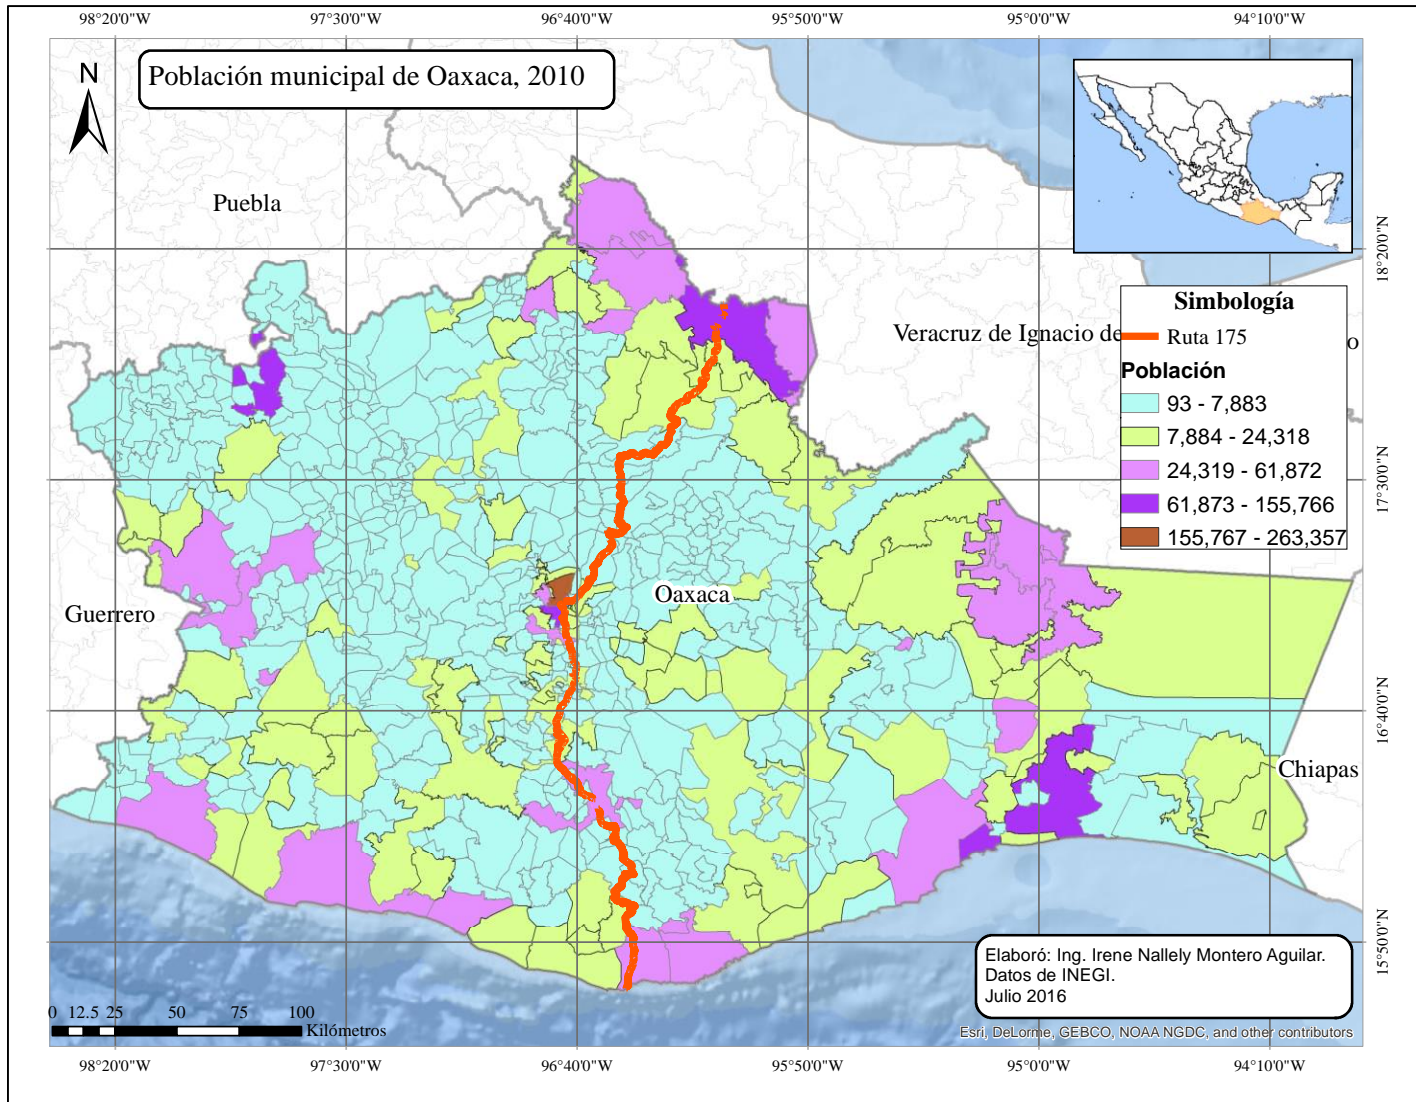 98°20'0"W 97°30'0"W 96°40'0"W 95°50'0"W 95°0'0"W 94°10'0"W
Población municipal de Oaxaca, 2010
N
Puebla
18°20'0"N
Simbología
Veracruz de Ignacio de
o
Ruta 175
Población
93 - 7,883
7,884 - 24,318
24,319 - 61,872
61,873 - 155,766
155,767 - 263,357
17°30'0"N
Oaxaca
Guerrero
16°40'0"N
Chiapas
15°50'0"N
Elaboró: Ing. Irene Nallely Montero Aguilar.
Datos de INEGI.
Julio 2016
0 12.5 25 50 75 100
Kilómetros
Esri, DeLorme, GEBCO, NOAA NGDC, and other contributors
98°20'0"W 97°30'0"W 96°40'0"W 95°50'0"W 95°0'0"W 94°10'0"W